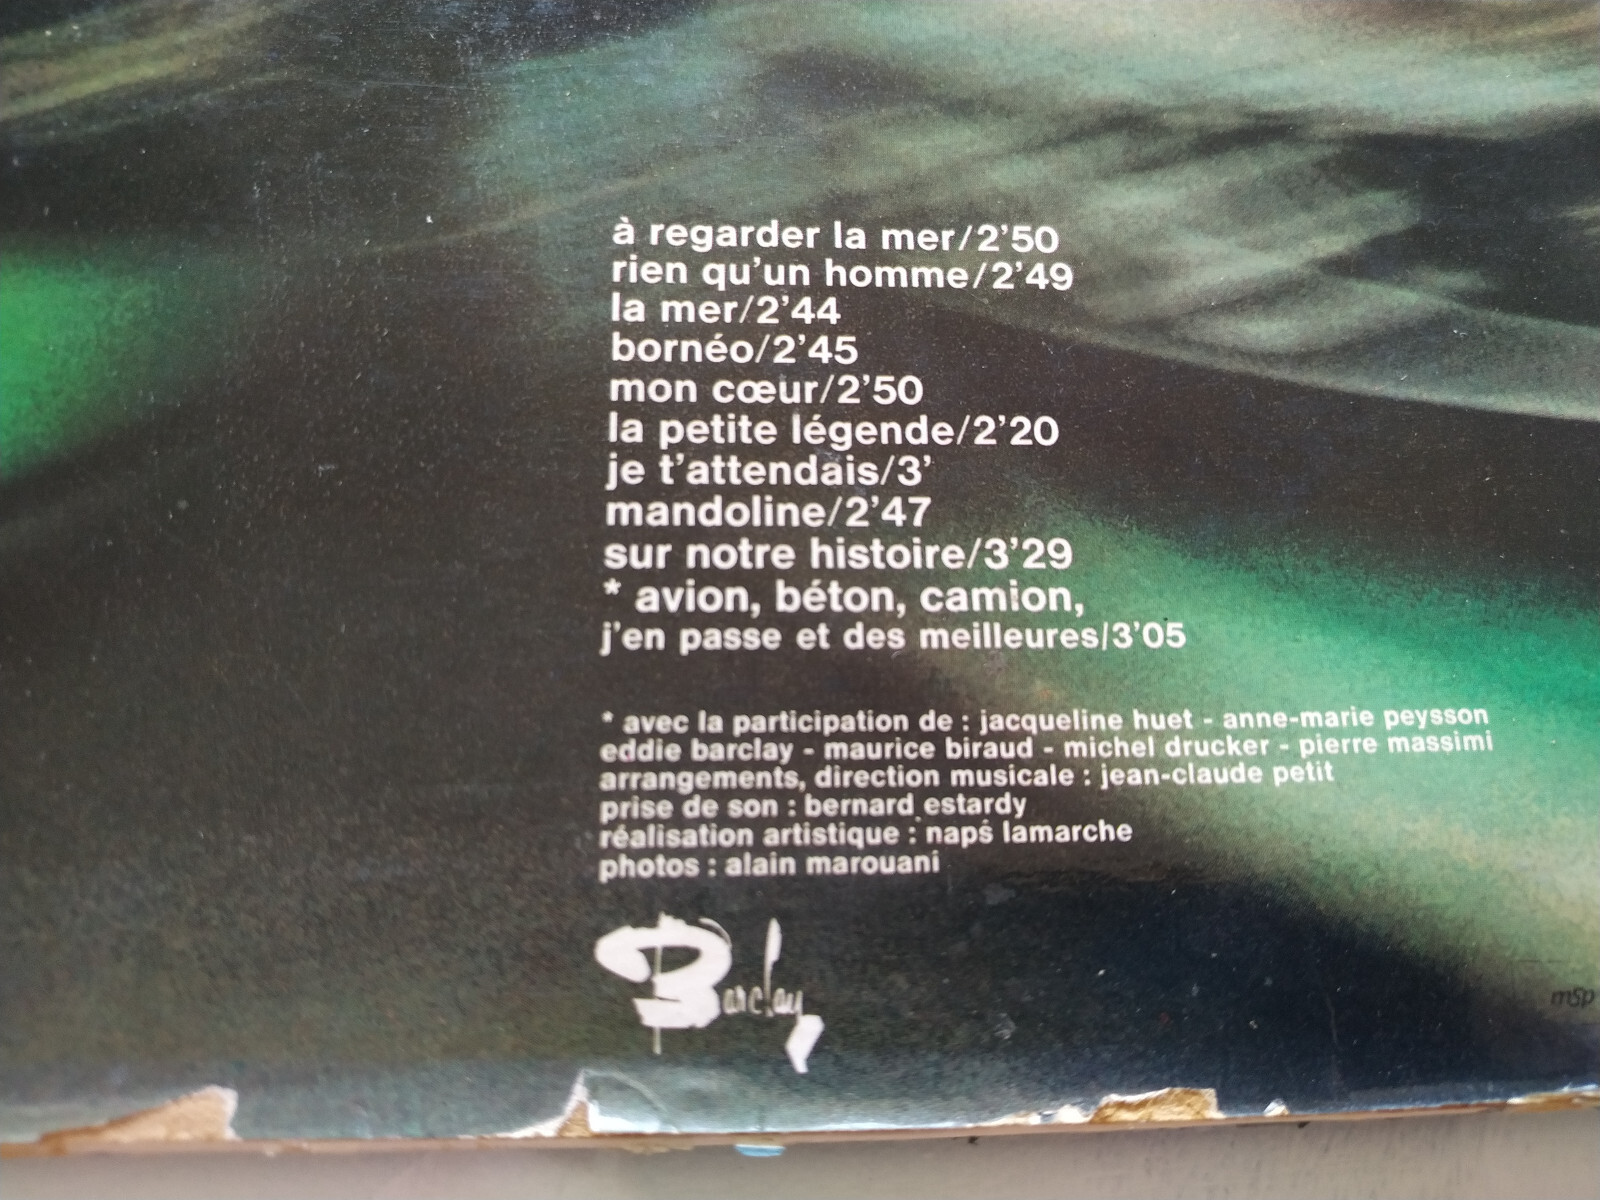 à regarder la mer/2'50
rien qu'un homme/2'49
la mer/2'44
bornéo/2'45
mon cœur/2'50
la petite légende/2'20
je t'attendais/3'
mandoline/2'47
sur notre histoire/3'29
* avion, béton, camion,
j'en passe et des meilleures/3'05
* avec la participation de : jacqueline huet - anne-marie peysson
eddie barclay - maurice biraud - michel drucker - pierre massimi
arrangements, direction musicale : jean-claude petit
prise de son : bernard estardy
réalisation artistique : naps lamarche
photos : alain marouani
Barclay
msp